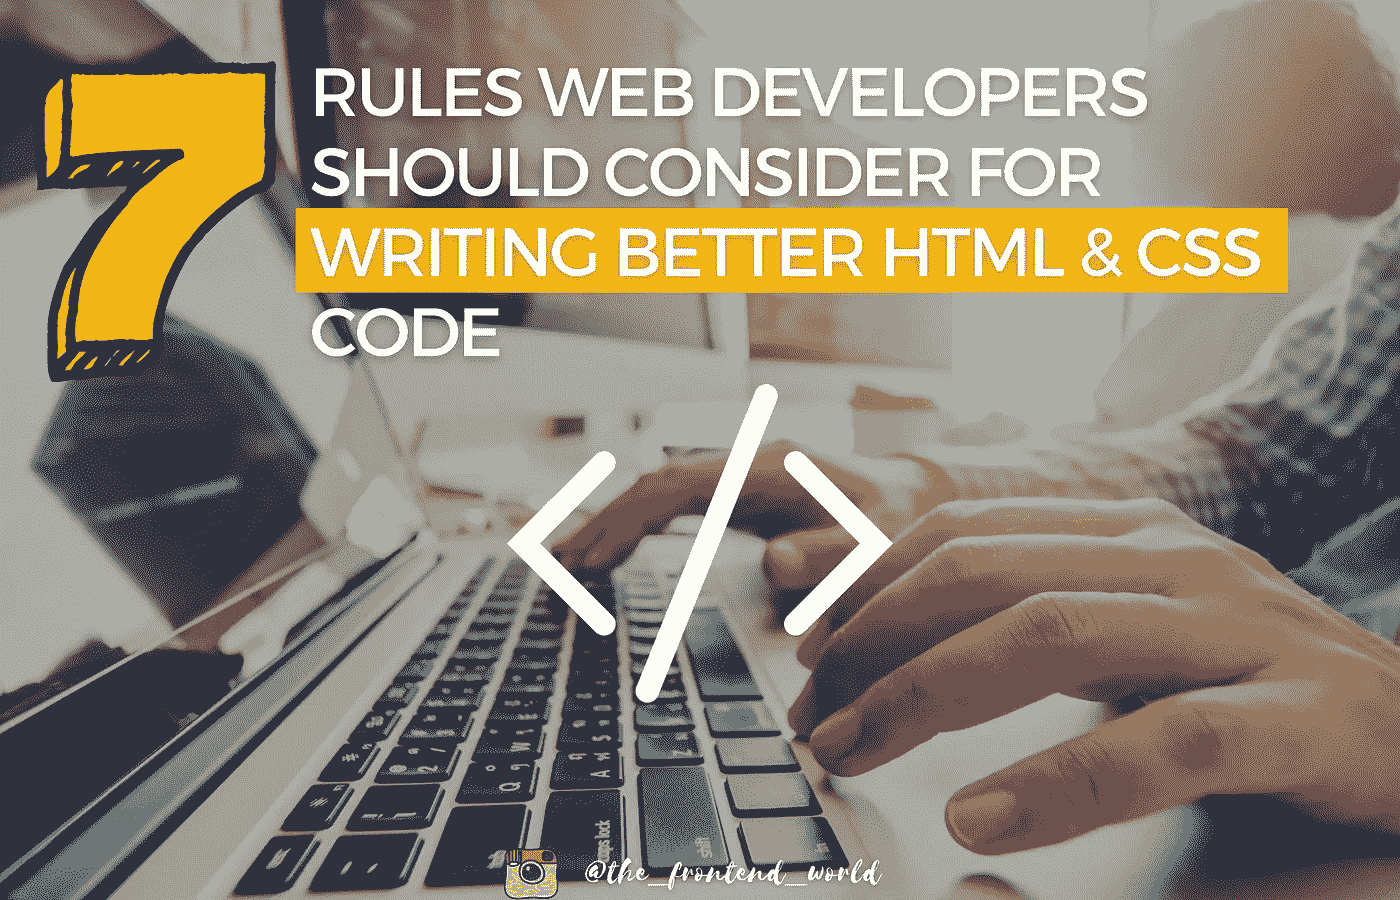 7
RULES WEB DEVELOPERS
SHOULD CONSIDER FOR
WRITING BETTER HTML & CSS
CODE
</>
@the_frontend_world